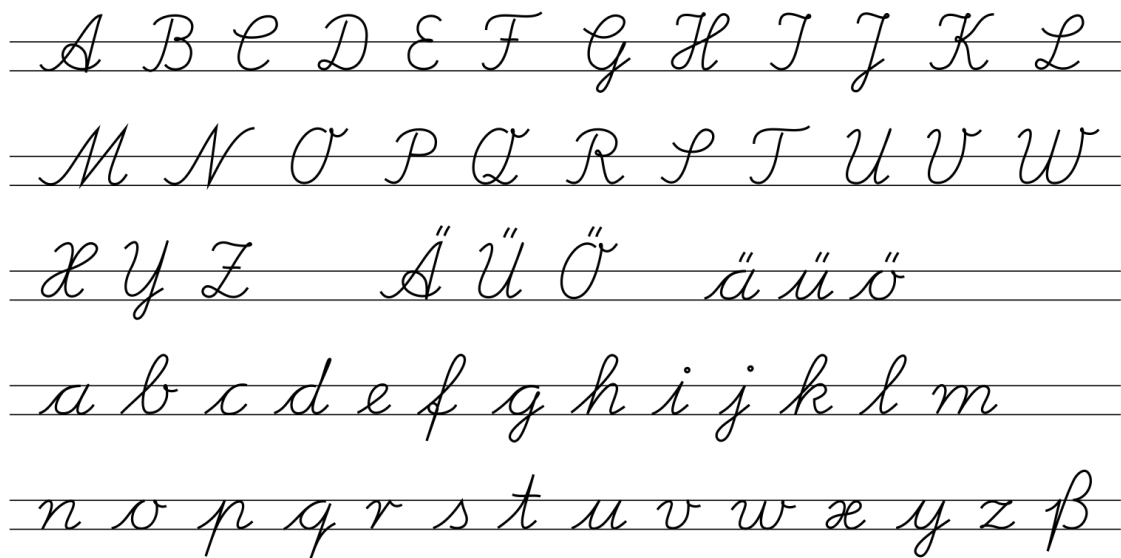 A B C D E F G H I J K L
M N O P Q R S T U V W
X Y Z Ä Ü Ö ä ü ö
a b c d e f g h i j k l m
n o p q r s t u v w x y z ß